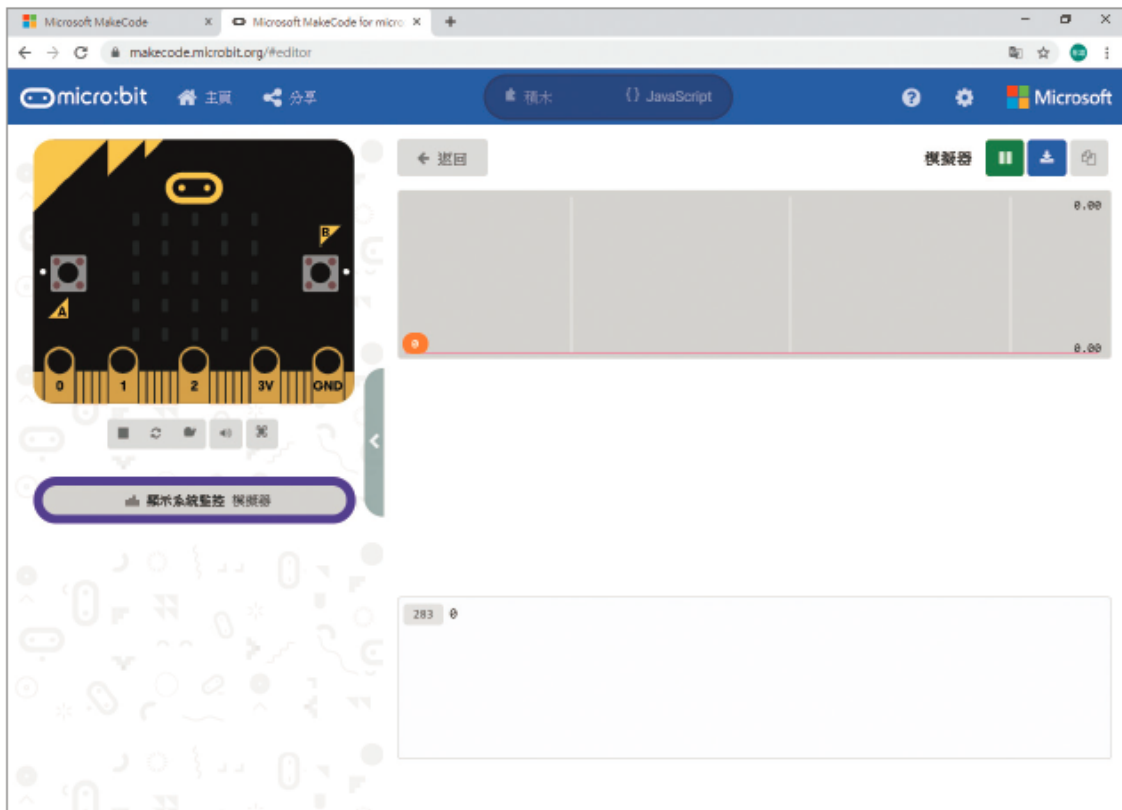 Microsoft MakeCode
Microsoft MakeCode for micro
makecode.microbit.org/#editor
micro:bit
主頁
分享
積木
{} JavaScript
Microsoft
返回
模擬器
0.00
B
A
0
0.00
0 1 2 3V GND
顯示系統監控 模擬器
283 0